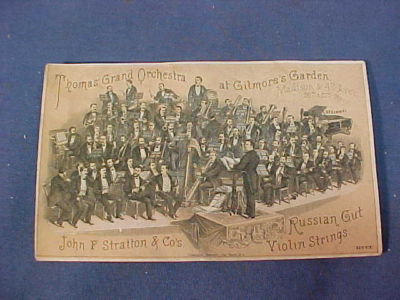 Thomas' Grand Orchestra at Gilmore's Garden.
Madison & 4th Aves.
John F Stratton & Co's Russian Gut
Violin Strings